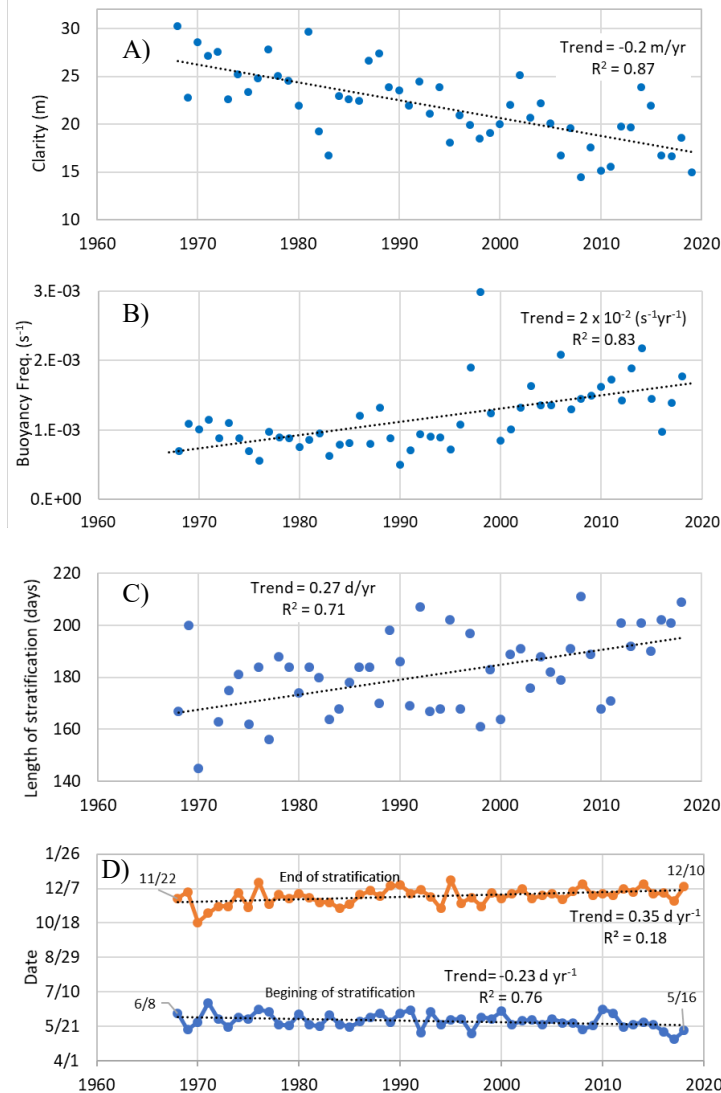 A)
Trend = -0.2 m/yr
R² = 0.87
Clarity (m)
30
25
20
15
10
1960 1970 1980 1990 2000 2010 2020
B)
Trend = 2 x 10⁻² (s⁻¹yr⁻¹)
R² = 0.83
Buoyancy Freq. (s⁻¹)
3.E-03
2.E-03
1.E-03
0.E+00
1960 1970 1980 1990 2000 2010 2020
C)
Trend = 0.27 d/yr
R² = 0.71
Length of stratification (days)
220
200
180
160
140
1960 1970 1980 1990 2000 2010 2020
D)
11/22
End of stratification
12/10
Trend = 0.35 d yr⁻¹
R² = 0.18
Trend= -0.23 d yr⁻¹
R² = 0.76
Begining of stratification
6/8
5/16
Date
1/26
12/7
10/18
8/29
7/10
5/21
4/1
1960 1970 1980 1990 2000 2010 2020